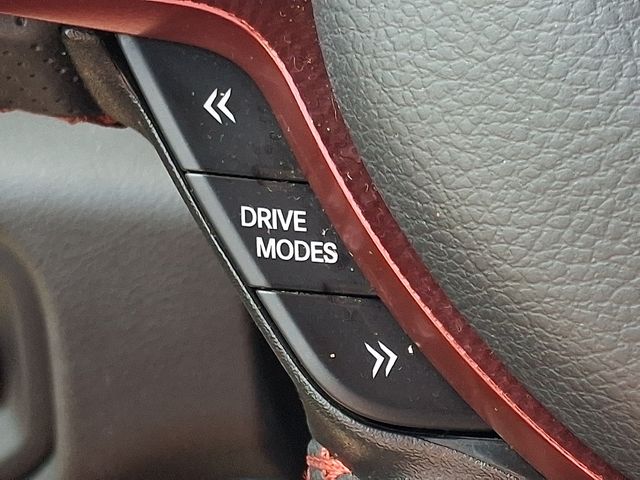 «
DRIVE
MODES
»